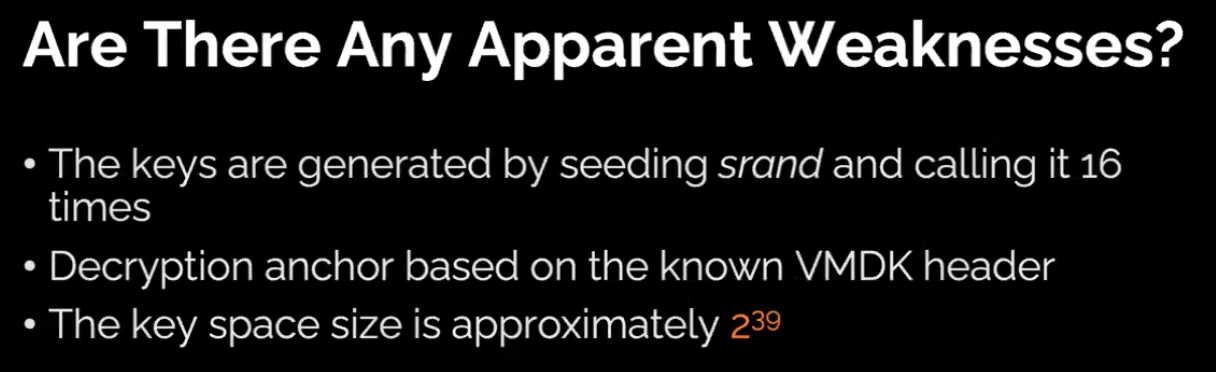 Are There Any Apparent Weaknesses?
• The keys are generated by seeding srand and calling it 16
times
• Decryption anchor based on the known VMDK header
• The key space size is approximately 2³⁹